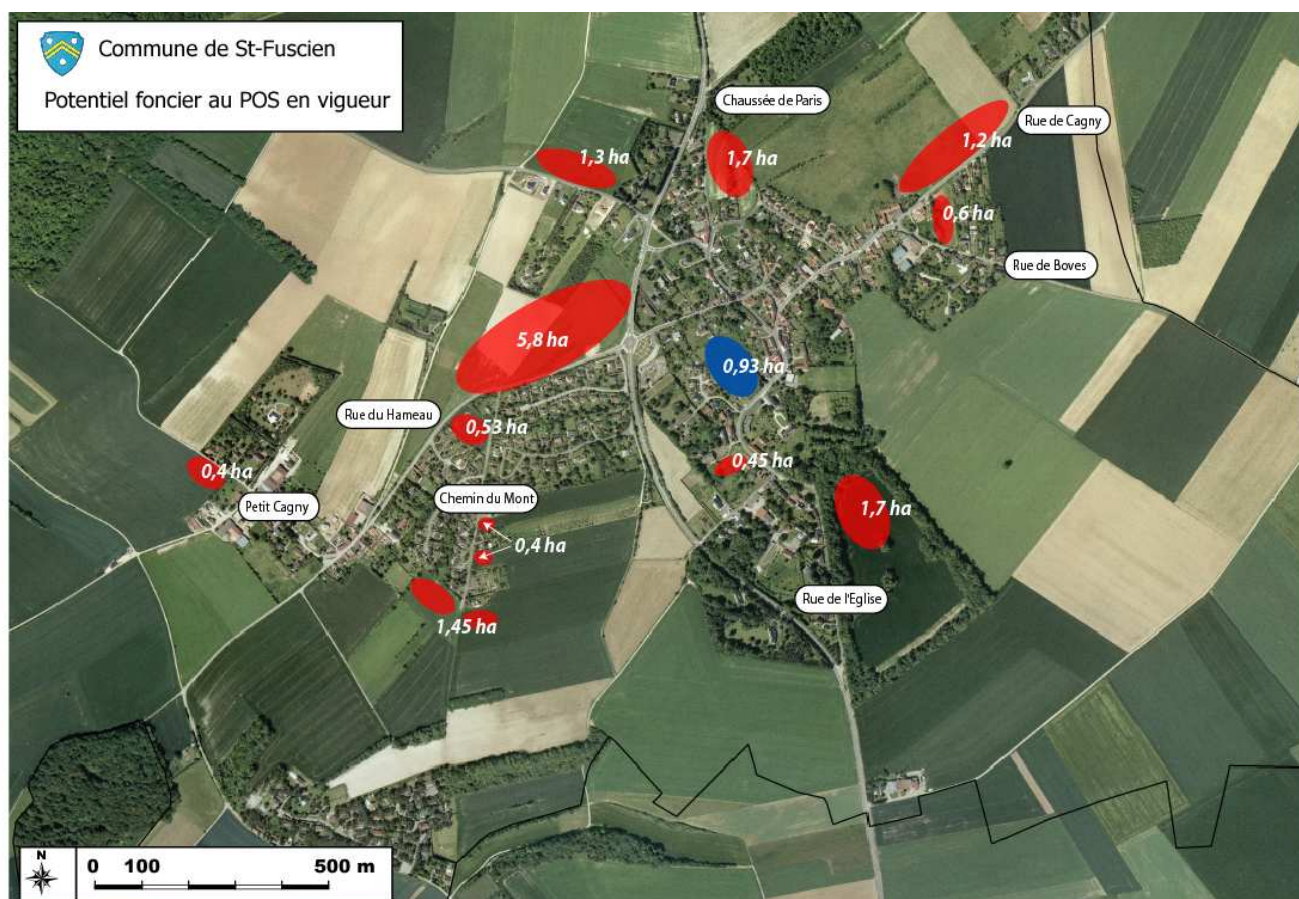 Commune de St-Fuscien
Potentiel foncier au POS en vigueur
Chaussée de Paris
Rue de Cagny
1,3 ha
1,7 ha
1,2 ha
0,6 ha
Rue de Boves
5,8 ha
0,93 ha
Rue du Hameau
0,53 ha
0,4 ha
0,45 ha
Petit Cagny
Chemin du Mont
1,7 ha
0,4 ha
Rue de l'Eglise
1,45 ha
N
0 100 500 m